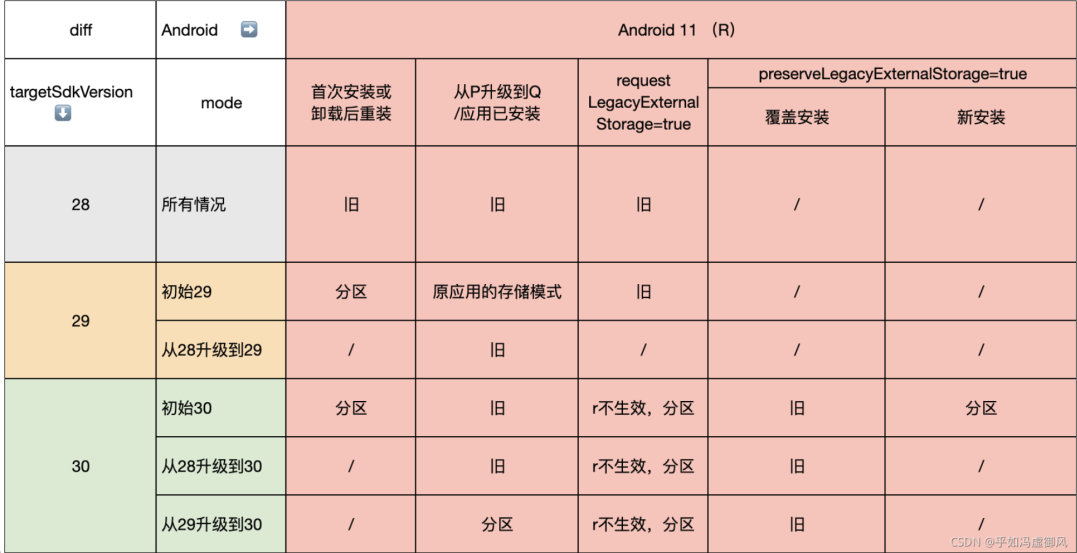 diff
Android ➡️
Android 11 （R）
targetSdkVersion
⬇️
mode
首次安装或
卸载后重装
从P升级到Q
/应用已安装
request
LegacyExternal
Storage=true
preserveLegacyExternalStorage=true
覆盖安装
新安装
28
所有情况
旧
旧
旧
/
/
29
初始29
分区
原应用的存储模式
旧
/
/
从28升级到29
/
旧
/
/
/
30
初始30
分区
旧
r不生效，分区
旧
分区
从28升级到30
/
旧
r不生效，分区
旧
/
从29升级到30
/
分区
r不生效，分区
旧
/
CSDN @乎如冯虚御风